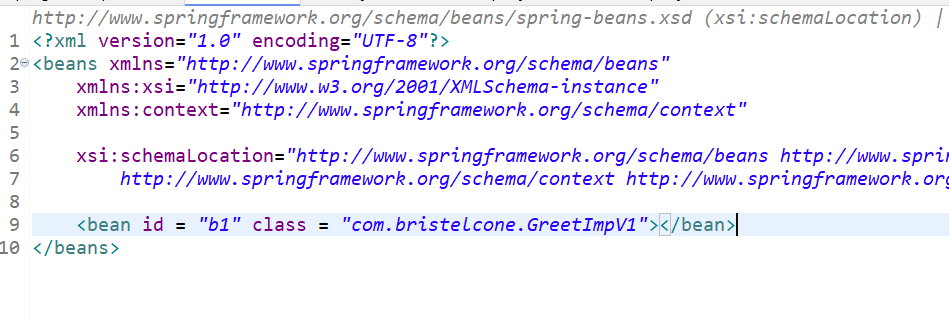 http://www.springframework.org/schema/beans/spring-beans.xsd (xsi:schemaLocation) |
1 <?xml version="1.0" encoding="UTF-8"?>
2 <beans xmlns="http://www.springframework.org/schema/beans"
3 xmlns:xsi="http://www.w3.org/2001/XMLSchema-instance"
4 xmlns:context="http://www.springframework.org/schema/context"
5
6 xsi:schemaLocation="http://www.springframework.org/schema/beans http://www.sprin
7 http://www.springframework.org/schema/context http://www.springframework.org
8
9 <bean id = "b1" class = "com.bristelcone.GreetImpV1"></bean>
10 </beans>